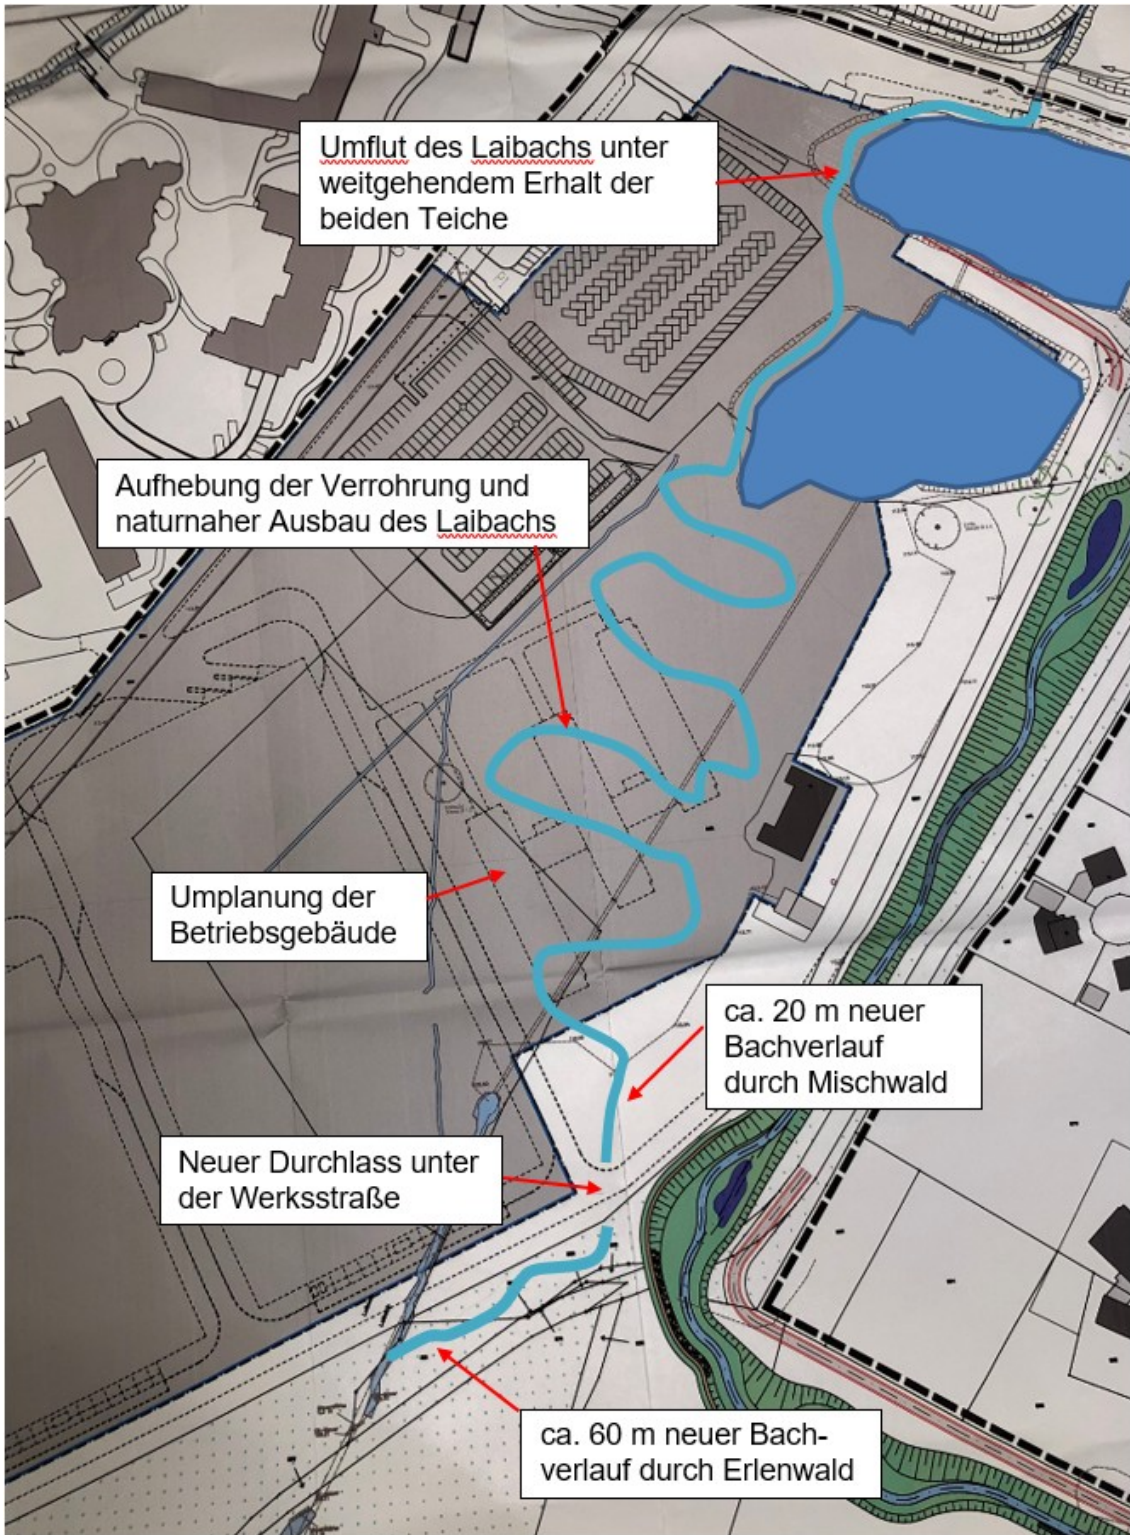 Umflut des Laibachs unter
weitgehendem Erhalt der
beiden Teiche
Aufhebung der Verrohrung und
naturnaher Ausbau des Laibachs
Umplanung der
Betriebsgebäude
ca. 20 m neuer
Bachverlauf
durch Mischwald
Neuer Durchlass unter
der Werksstraße
ca. 60 m neuer Bach-
verlauf durch Erlenwald